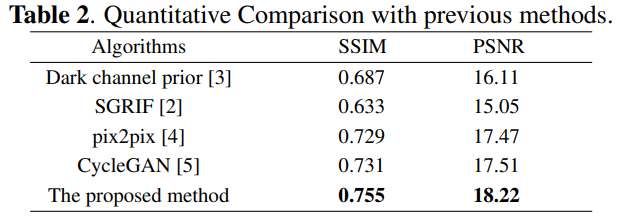 Table 2. Quantitative Comparison with previous methods.
Algorithms SSIM PSNR
Dark channel prior [3] 0.687 16.11
SGRIF [2] 0.633 15.05
pix2pix [4] 0.729 17.47
CycleGAN [5] 0.731 17.51
The proposed method 0.755 18.22